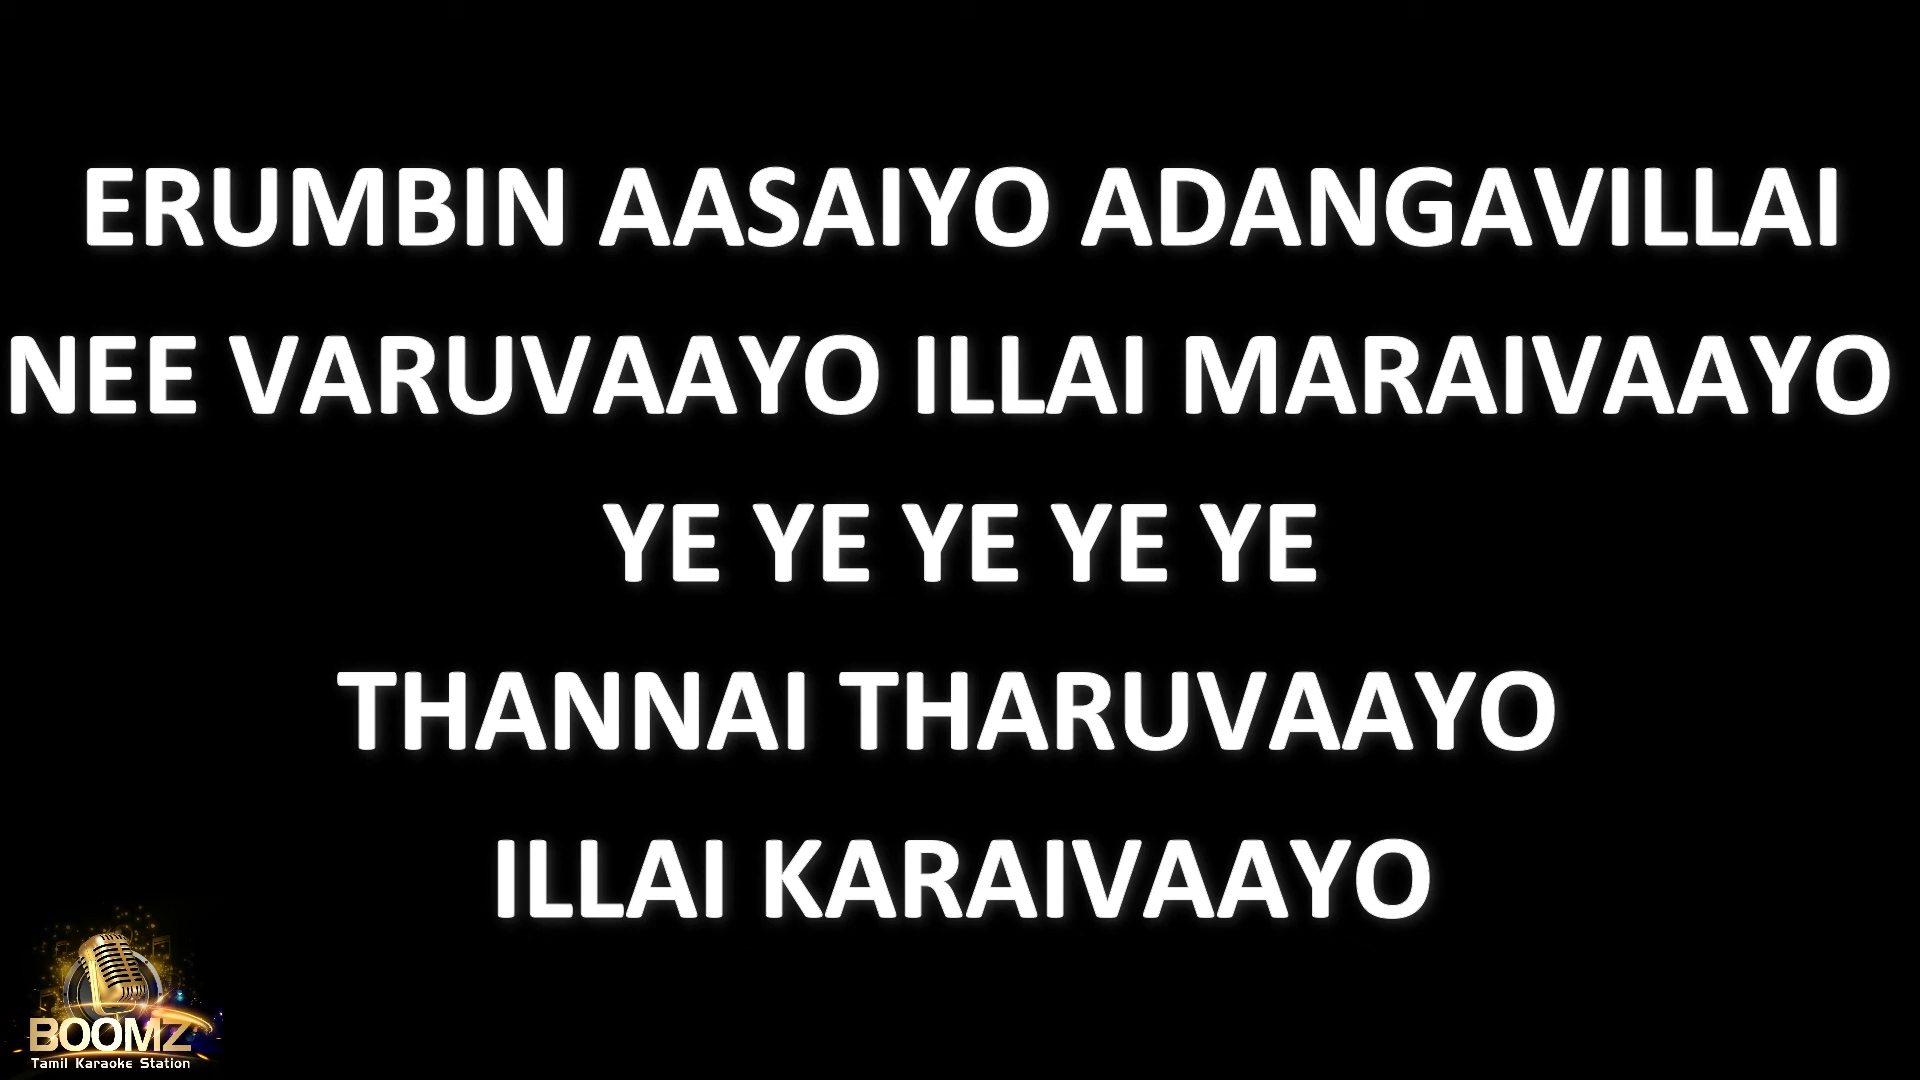 ERUMBIN AASAIYO ADANGAVILLAI
NEE VARUVAAYO ILLAI MARAIVAAYO
YE YE YE YE YE
THANNAI THARUVAAYO
ILLAI KARAIVAAYO
BOOMZ
Tamil Karaoke Station